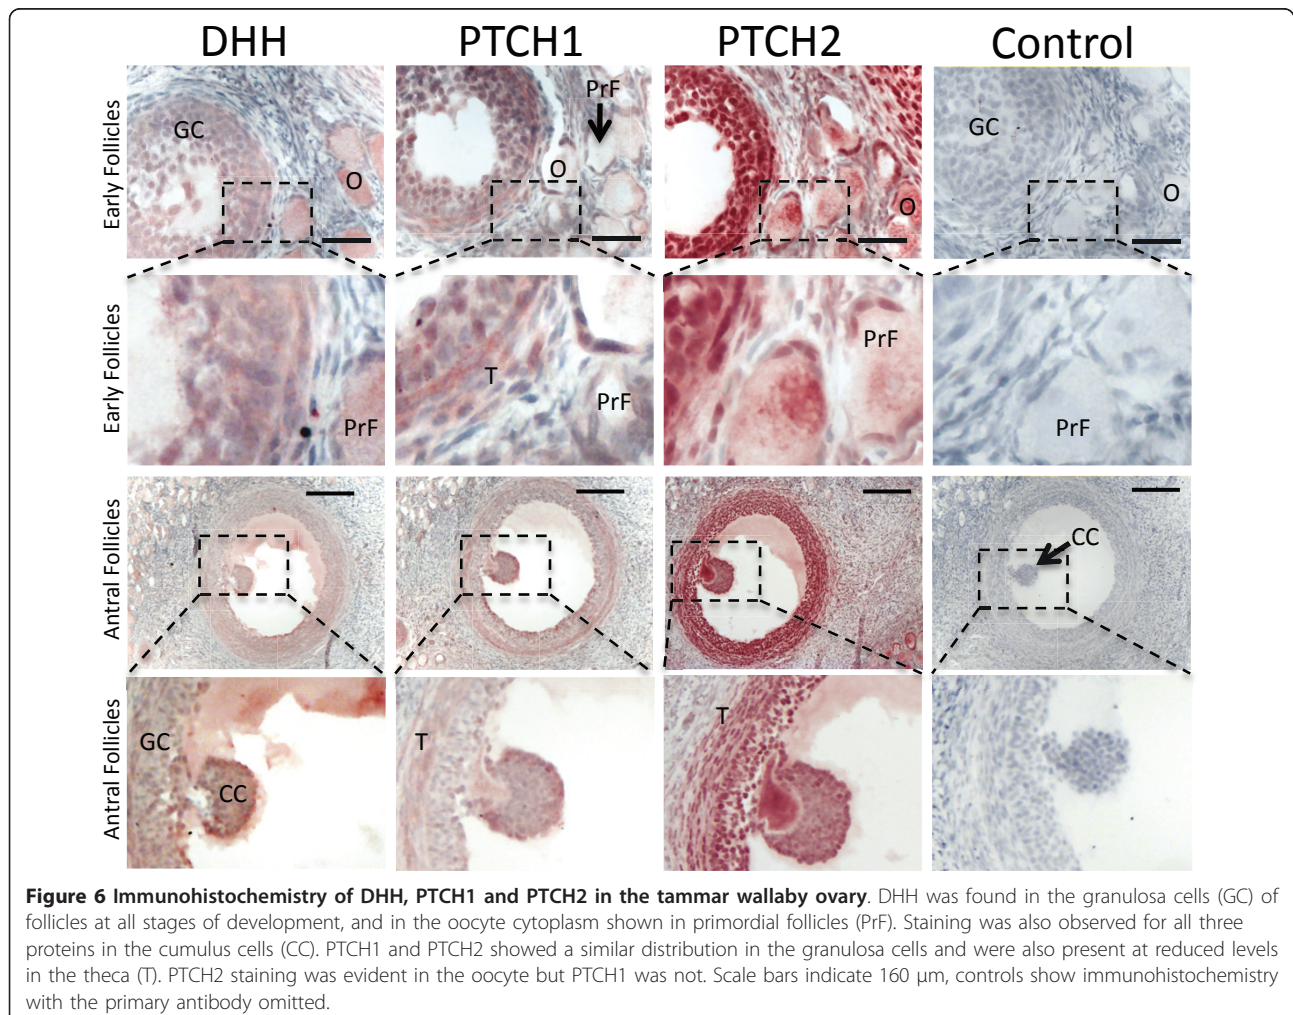 DHH PTCH1 PTCH2 Control
Early Follicles
GC
O
PrF
O
O
GC
O
Early Follicles
PrF
T
PrF
PrF
PrF
Antral Follicles
CC
Antral Follicles
GC
CC
T
T
Figure 6 Immunohistochemistry of DHH, PTCH1 and PTCH2 in the tammar wallaby ovary. DHH was found in the granulosa cells (GC) of
follicles at all stages of development, and in the oocyte cytoplasm shown in primordial follicles (PrF). Staining was also observed for all three
proteins in the cumulus cells (CC). PTCH1 and PTCH2 showed a similar distribution in the granulosa cells and were also present at reduced levels
in the theca (T). PTCH2 staining was evident in the oocyte but PTCH1 was not. Scale bars indicate 160 μm, controls show immunohistochemistry
with the primary antibody omitted.